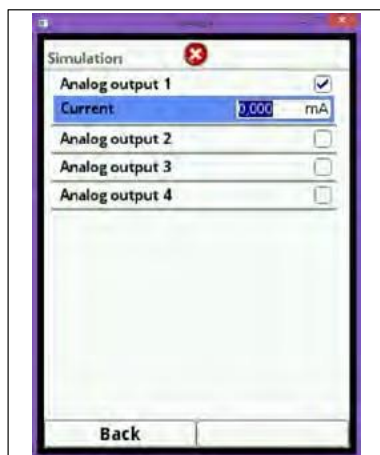 Simulation
Analog output 1
Current 0,000 mA
Analog output 2
Analog output 3
Analog output 4
Back